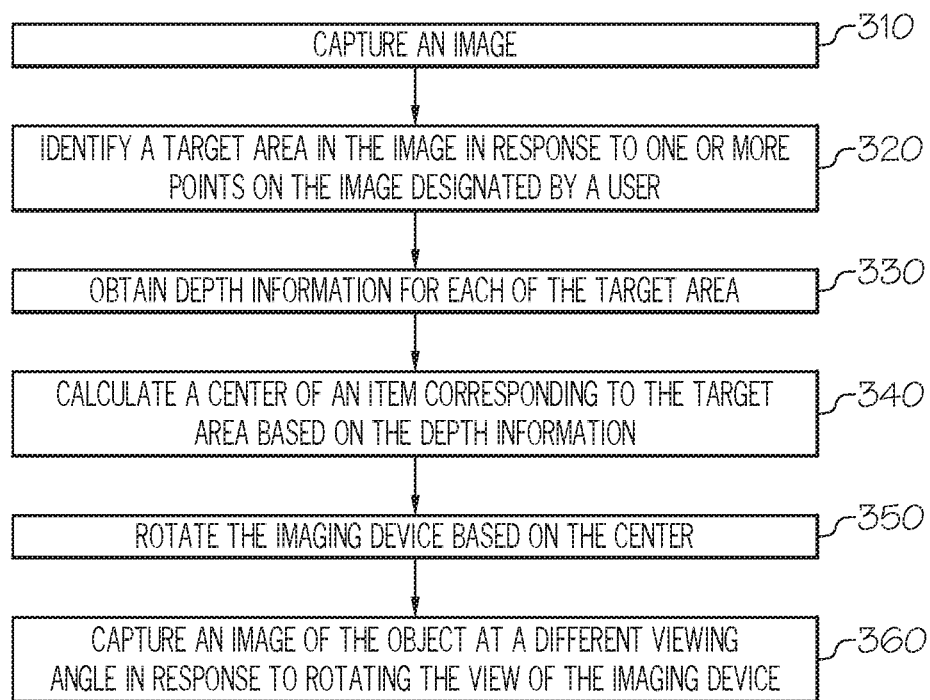 CAPTURE AN IMAGE
310
IDENTIFY A TARGET AREA IN THE IMAGE IN RESPONSE TO ONE OR MORE
POINTS ON THE IMAGE DESIGNATED BY A USER
320
OBTAIN DEPTH INFORMATION FOR EACH OF THE TARGET AREA
330
CALCULATE A CENTER OF AN ITEM CORRESPONDING TO THE TARGET
AREA BASED ON THE DEPTH INFORMATION
340
ROTATE THE IMAGING DEVICE BASED ON THE CENTER
350
CAPTURE AN IMAGE OF THE OBJECT AT A DIFFERENT VIEWING
ANGLE IN RESPONSE TO ROTATING THE VIEW OF THE IMAGING DEVICE
360